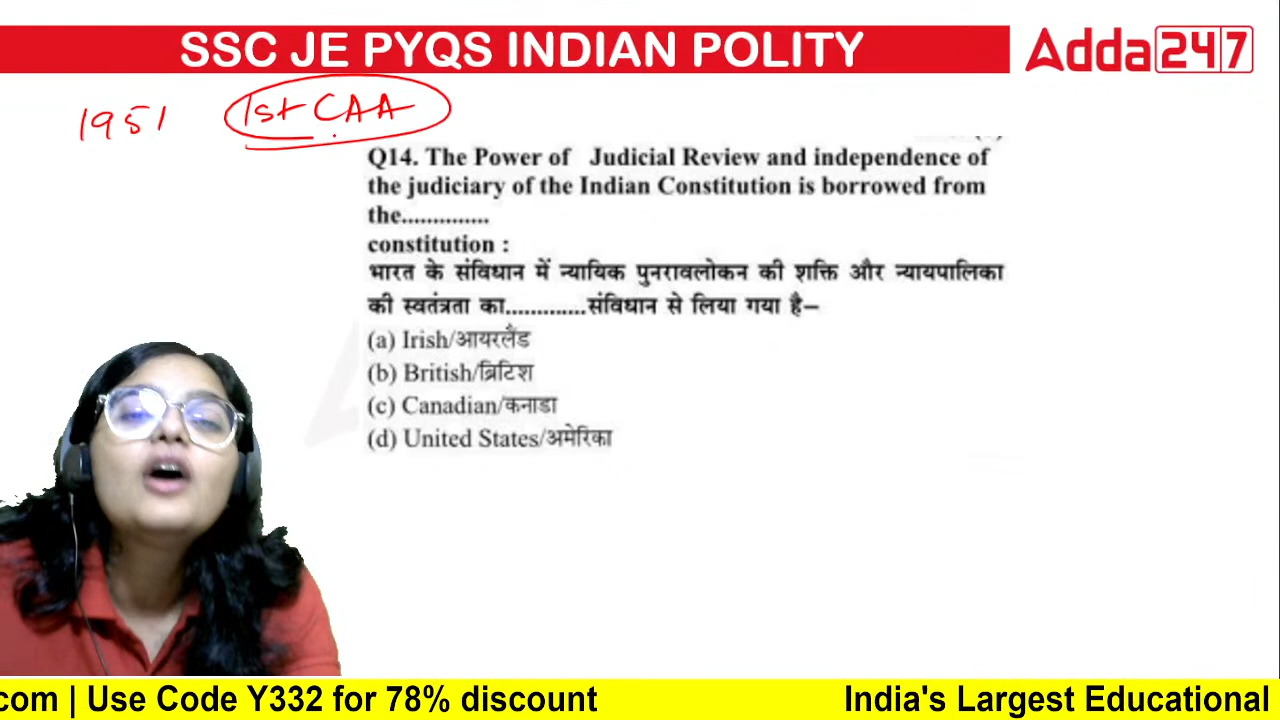 SSC JE PYQS INDIAN POLITY
Adda247
1951 1st CAA
Q14. The Power of Judicial Review and independence of
the judiciary of the Indian Constitution is borrowed from
the..............
constitution :
भारत के संविधान में न्यायिक पुनरावलोकन की शक्ति और न्यायपालिका
की स्वतंत्रता का.............संविधान से लिया गया है–
(a) Irish/आयरलैंड
(b) British/ब्रिटिश
(c) Canadian/कनाडा
(d) United States/अमेरिका
com | Use Code Y332 for 78% discount
India's Largest Educational